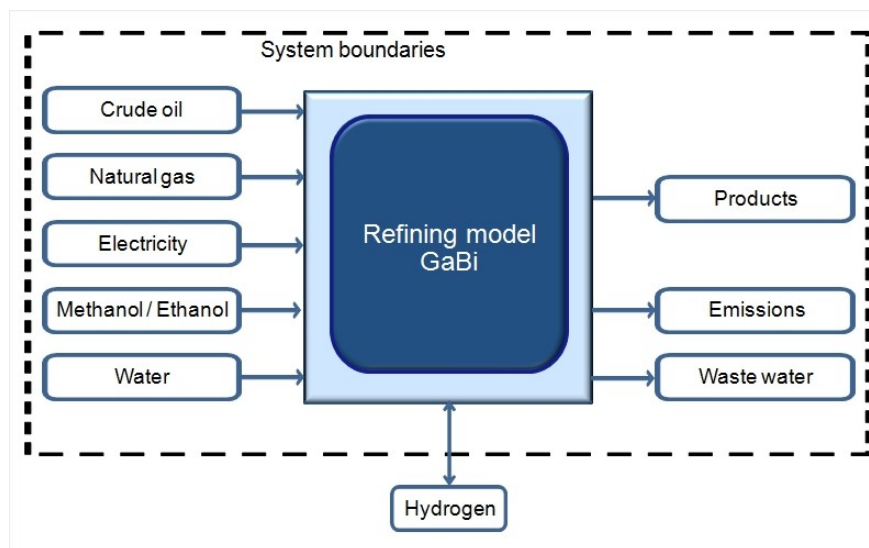 System boundaries
Crude oil
Natural gas
Electricity
Methanol / Ethanol
Water
Refining model
GaBi
Products
Emissions
Waste water
Hydrogen